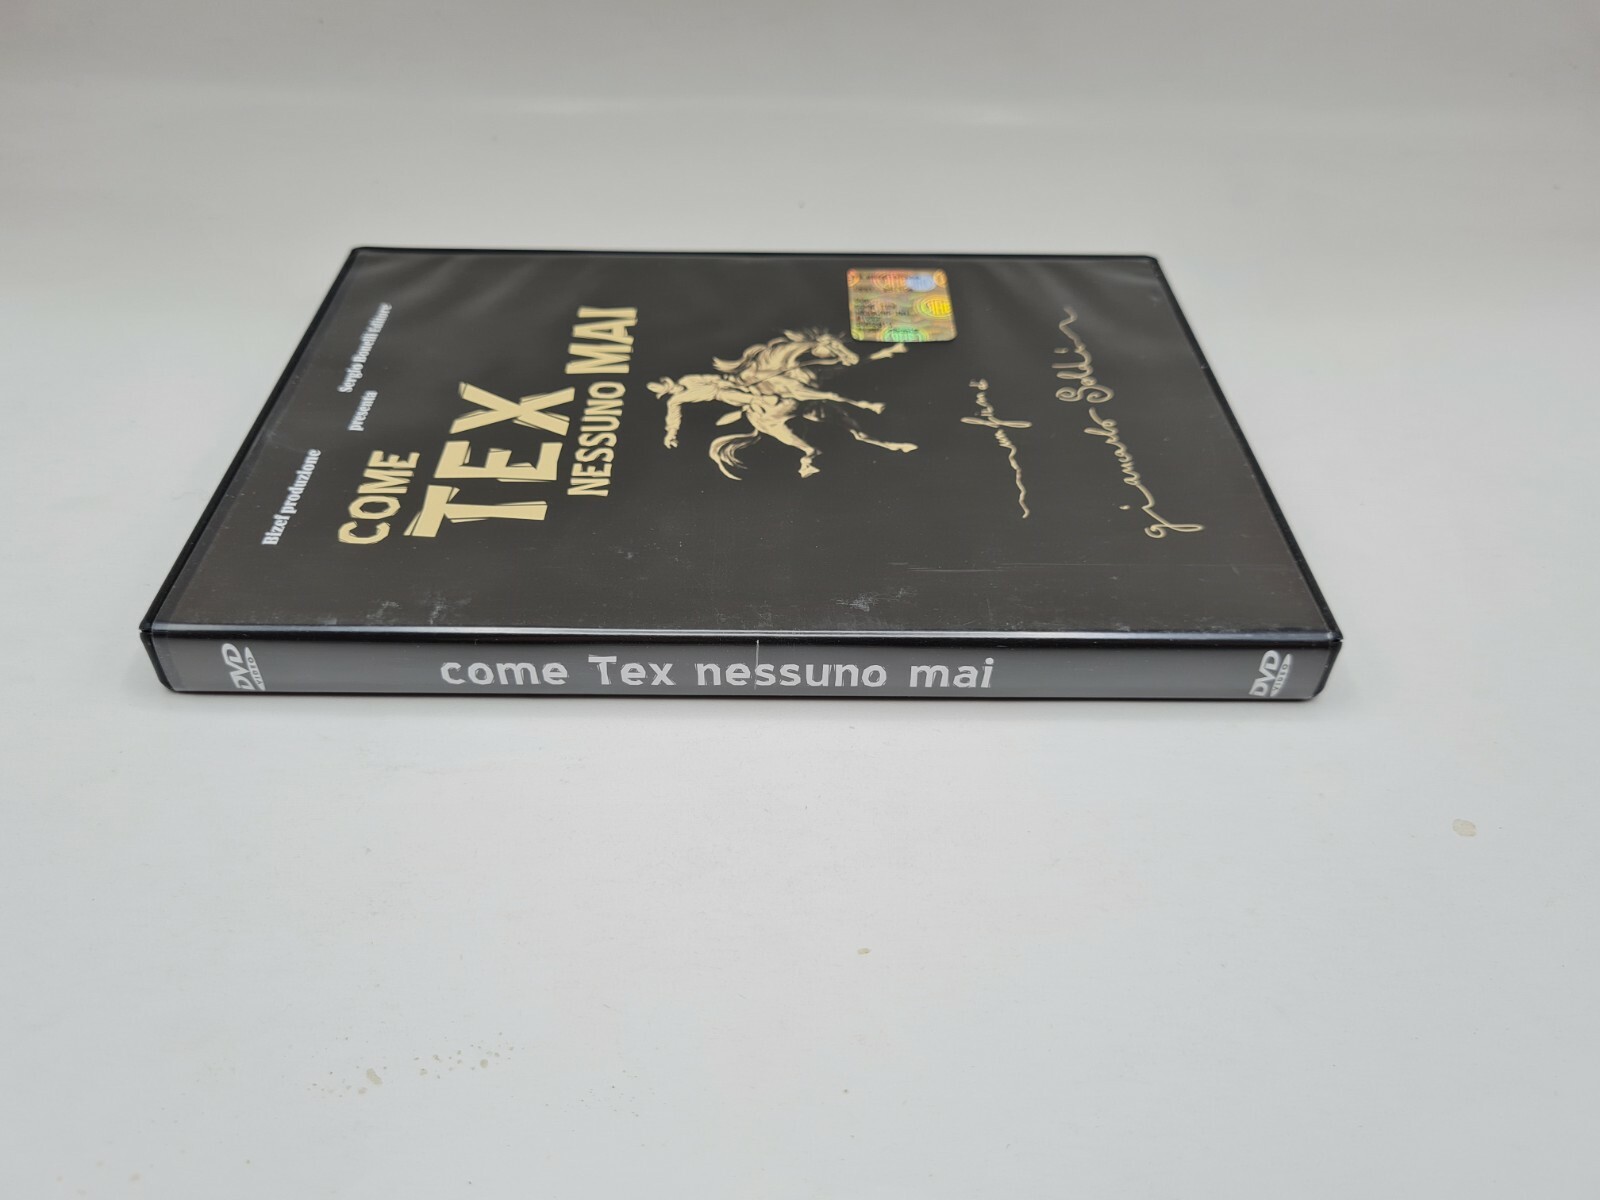 Bizef produzione
presenta
Sergio Bonelli Editore
COME
TEX
NESSUNO MAI
un film di
giancarlo Soldi
DVD
VIDEO
come Tex nessuno mai
DVD
VIDEO